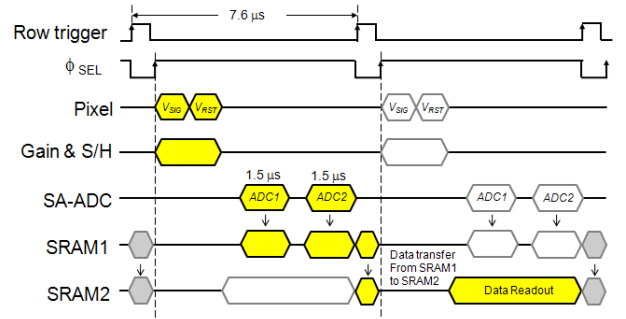 7.6 µs
Row trigger
ϕ SEL
Pixel
VSIG VRST VSIG VRST
Gain & S/H
1.5 µs 1.5 µs
SA-ADC
ADC1 ADC2 ADC1 ADC2
SRAM1
Data transfer
From SRAM1
to SRAM2
SRAM2
Data Readout